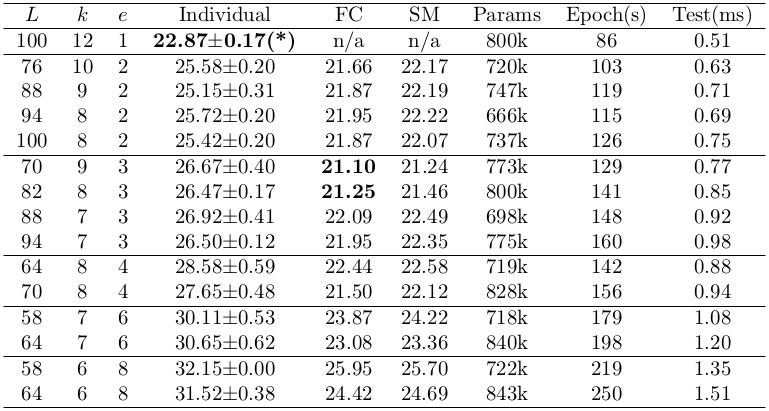 L k e Individual FC SM Params Epoch(s) Test(ms)
100 12 1 22.87±0.17(*) n/a n/a 800k 86 0.51
76 10 2 25.58±0.20 21.66 22.17 720k 103 0.63
88 9 2 25.15±0.31 21.87 22.19 747k 119 0.71
94 8 2 25.72±0.20 21.95 22.22 666k 115 0.69
100 8 2 25.42±0.20 21.87 22.07 737k 126 0.75
70 9 3 26.67±0.40 21.10 21.24 773k 129 0.77
82 8 3 26.47±0.17 21.25 21.46 800k 141 0.85
88 7 3 26.92±0.41 22.09 22.49 698k 148 0.92
94 7 3 26.50±0.12 21.95 22.35 775k 160 0.98
64 8 4 28.58±0.59 22.44 22.58 719k 142 0.88
70 8 4 27.65±0.48 21.50 22.12 828k 156 0.94
58 7 6 30.11±0.53 23.87 24.22 718k 179 1.08
64 7 6 30.65±0.62 23.08 23.36 840k 198 1.20
58 6 8 32.15±0.00 25.95 25.70 722k 219 1.35
64 6 8 31.52±0.38 24.42 24.69 843k 250 1.51